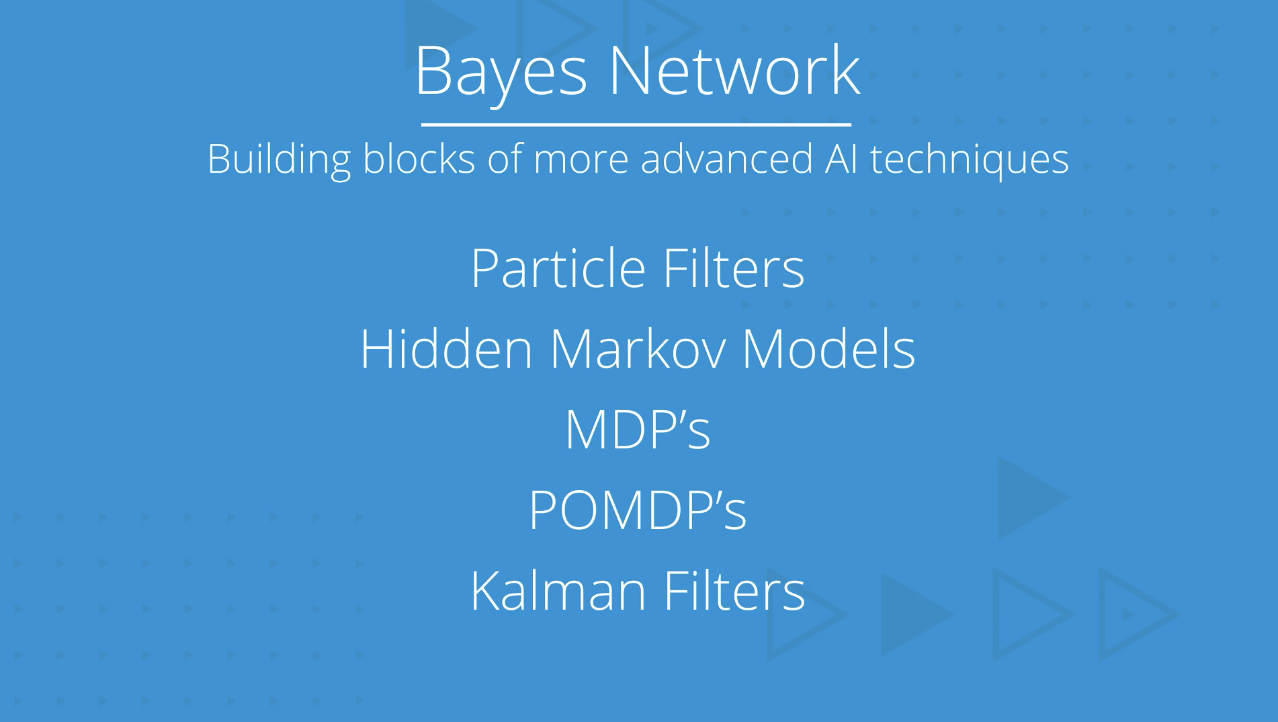 Bayes Network
Building blocks of more advanced AI techniques
Particle Filters
Hidden Markov Models
MDP’s
POMDP’s
Kalman Filters